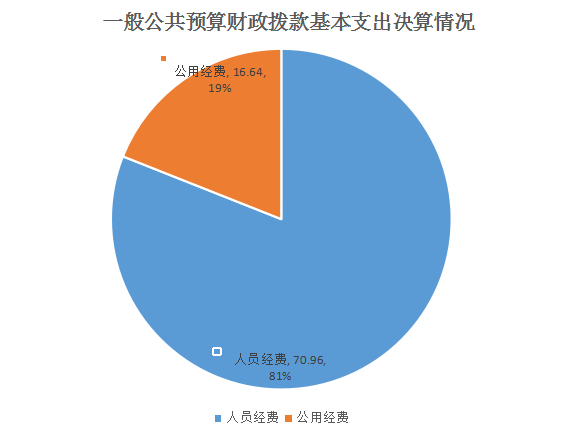 一般公共预算财政拨款基本支出决算情况
公用经费, 16.64,
19%
人员经费, 70.96,
81%
人员经费 公用经费